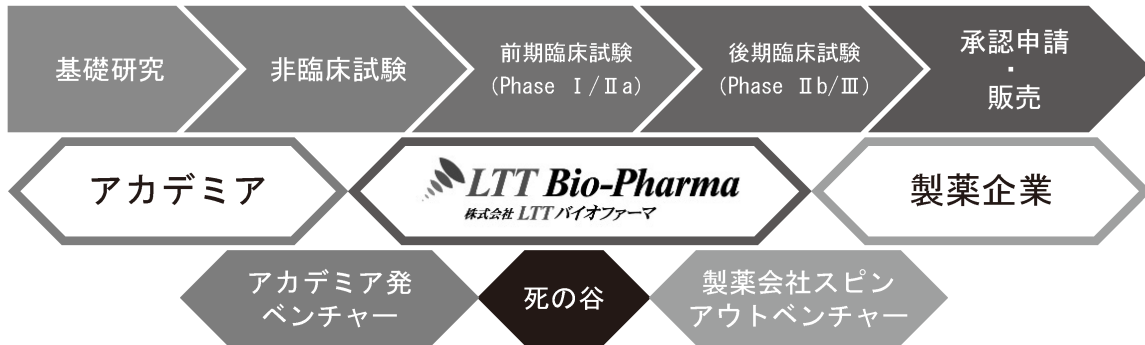 基礎研究
非臨床試験
前期臨床試験
(Phase Ⅰ/Ⅱa)
後期臨床試験
(Phase Ⅱb/Ⅲ)
承認申請
・
販売
アカデミア
LTT Bio-Pharma
株式会社 LTT バイオファーマ
製薬企業
アカデミア発
ベンチャー
死の谷
製薬会社スピン
アウトベンチャー